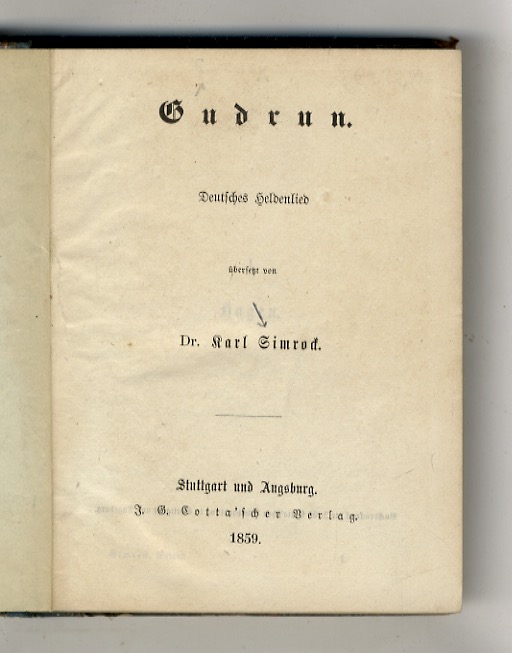 Gudrun.
Deutsches Heldenlied
übersetzt von
Dr. Karl Simrock.
Stuttgart und Augsburg.
J. G. Cotta'scher Verlag.
1859.